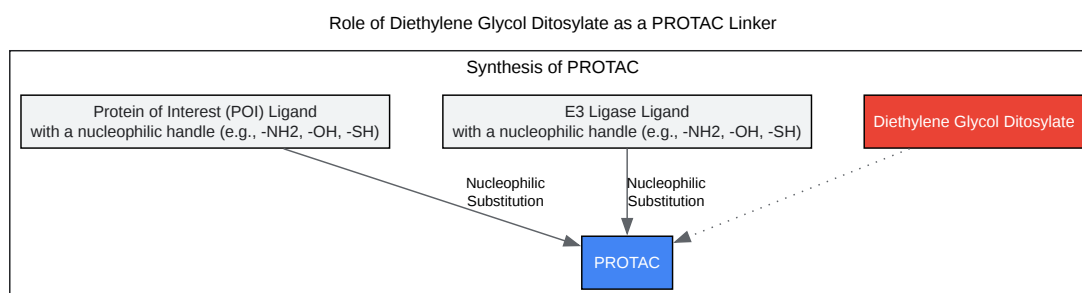 Role of Diethylene Glycol Ditosylate as a PROTAC Linker
Synthesis of PROTAC
Protein of Interest (POI) Ligand
with a nucleophilic handle (e.g., -NH2, -OH, -SH)
E3 Ligase Ligand
with a nucleophilic handle (e.g., -NH2, -OH, -SH)
Diethylene Glycol Ditosylate
Nucleophilic
Substitution
Nucleophilic
Substitution
PROTAC